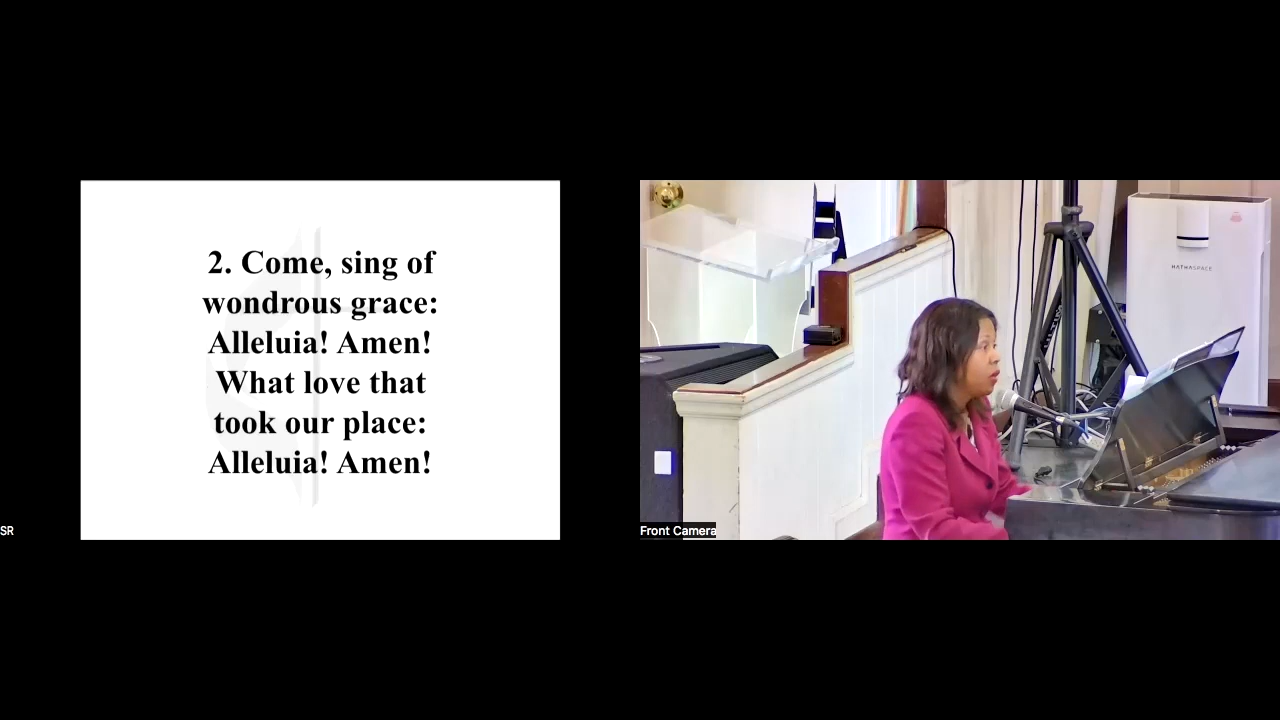 2. Come, sing of
wondrous grace:
Alleluia! Amen!
What love that
took our place:
Alleluia! Amen!
SR
Front Camera
HATHASPACE